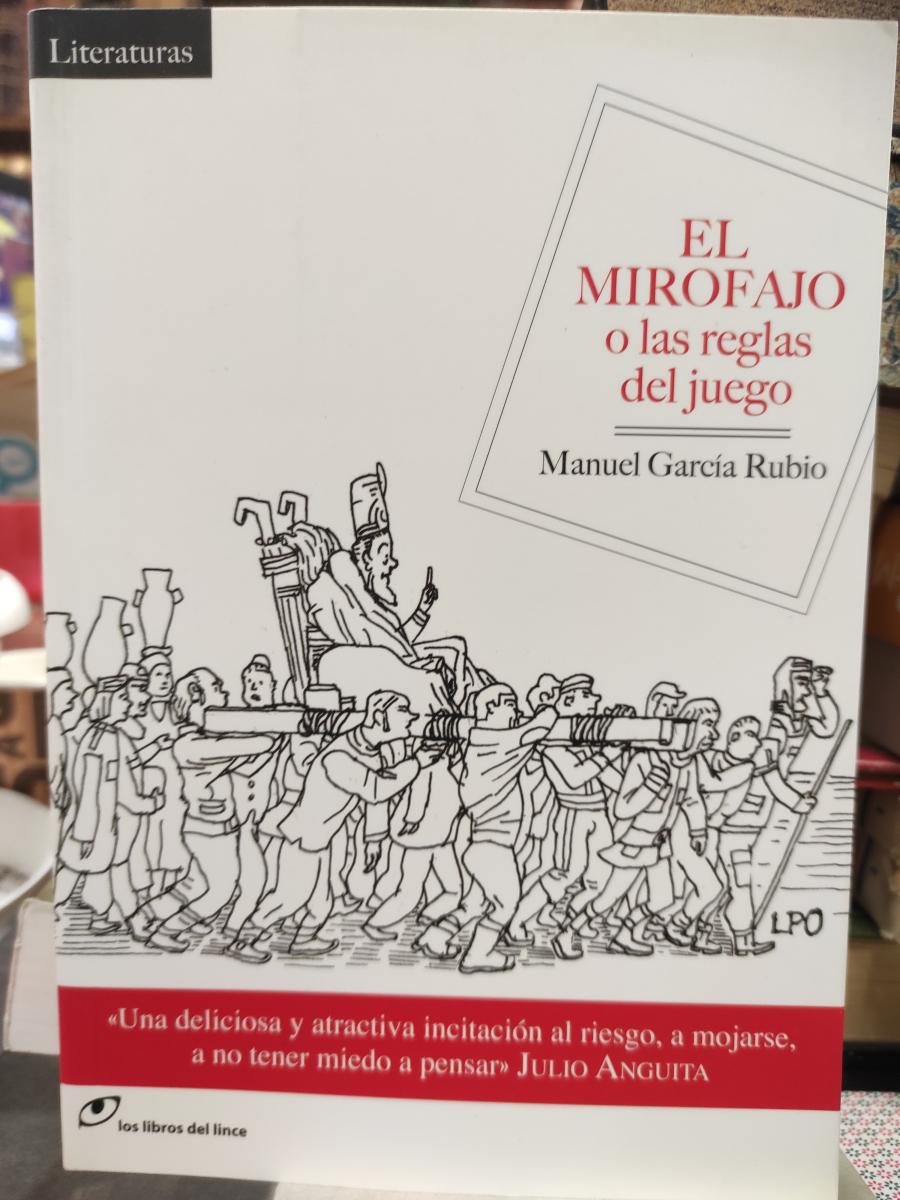 Literaturas
EL
MIROFAJO
o las reglas
del juego
Manuel García Rubio
LPO
«Una deliciosa y atractiva incitación al riesgo, a mojarse,
a no tener miedo a pensar» JULIO ANGUITA
los libros del lince